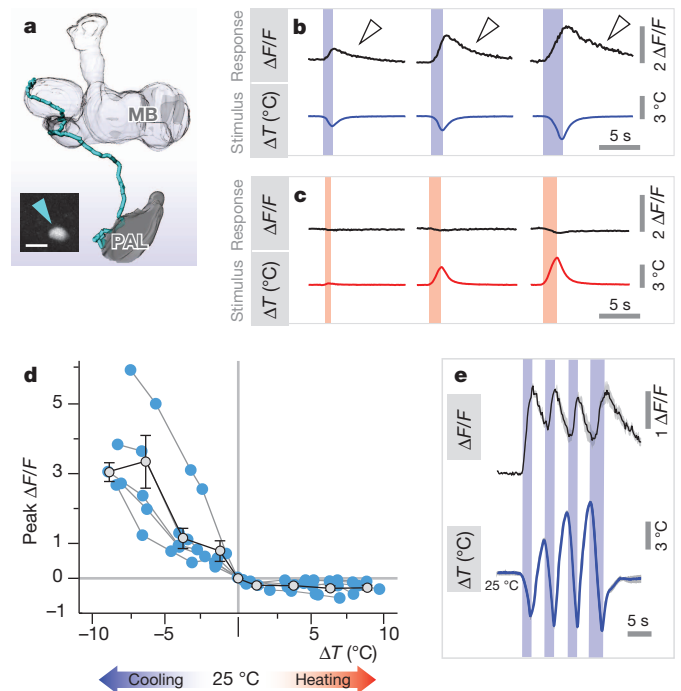 a
MB
PAL
b
Response
ΔF/F
2 ΔF/F
Stimulus
ΔT (°C)
3 °C
5 s
c
Response
ΔF/F
2 ΔF/F
Stimulus
ΔT (°C)
3 °C
5 s
d
Peak ΔF/F
5
3
1
0
–1
–10
–5
0
5
10
ΔT (°C)
Cooling
25 °C
Heating
e
ΔF/F
1 ΔF/F
ΔT (°C)
25 °C
3 °C
5 s